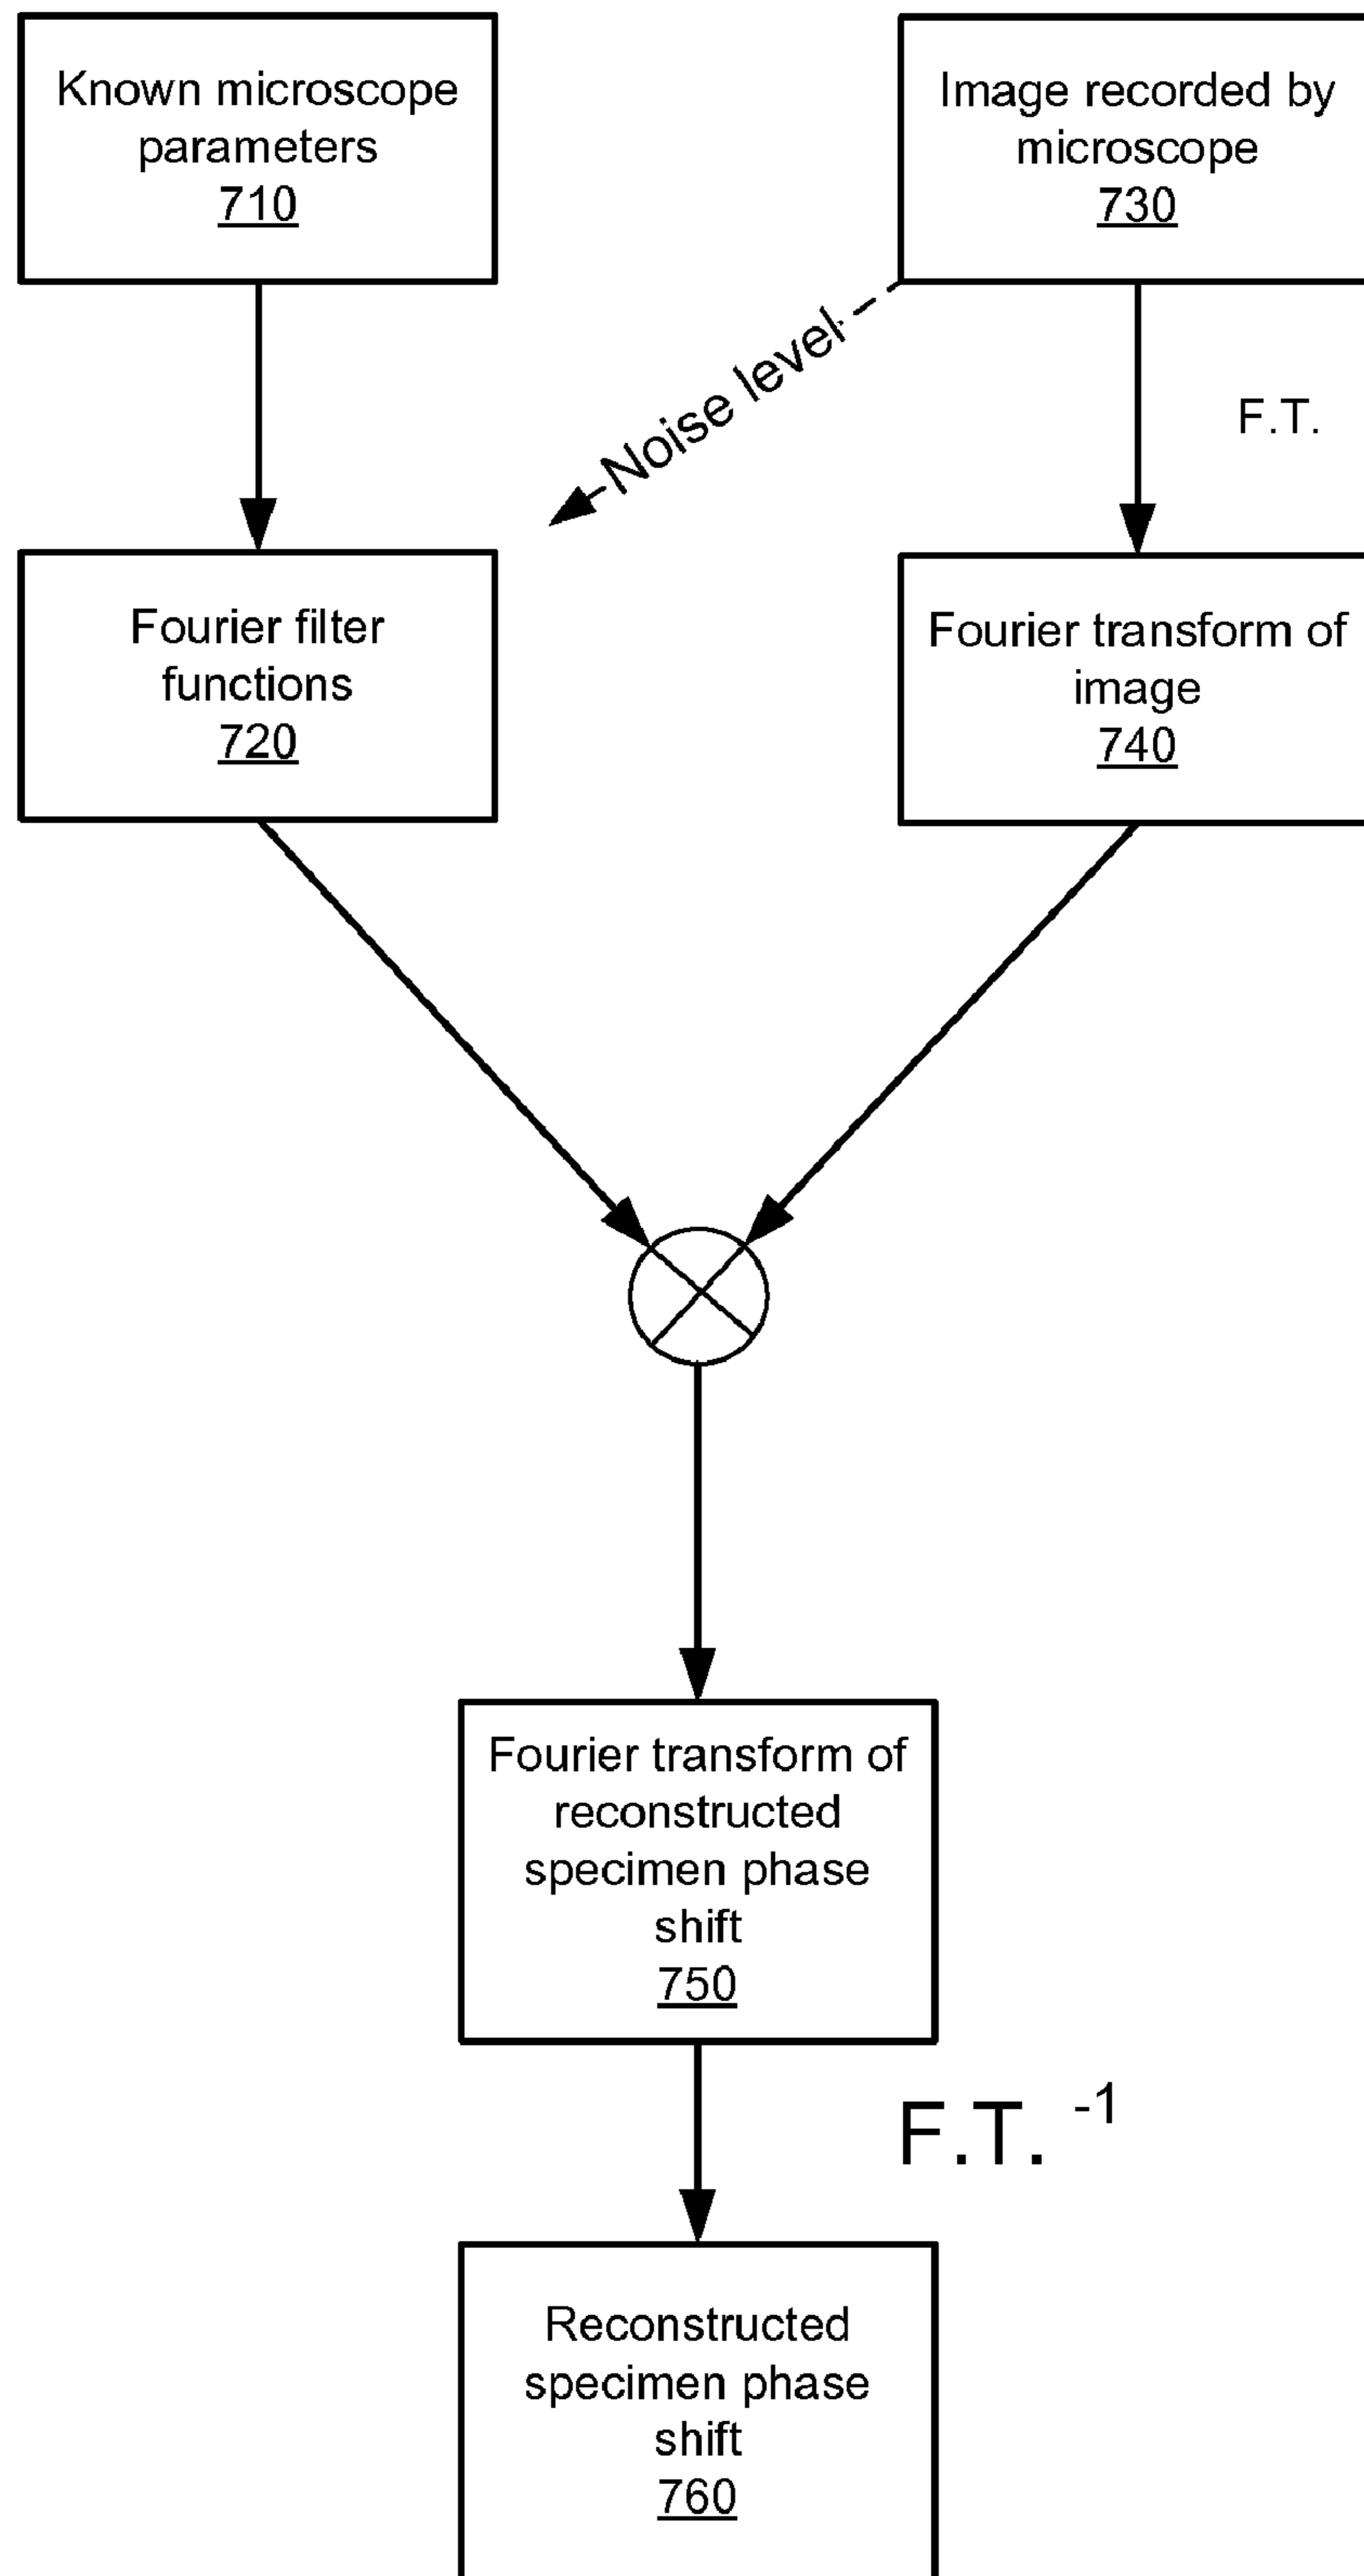 Known microscope
parameters
710
Image recorded by
microscope
730
Noise level
F.T.
Fourier filter
functions
720
Fourier transform of
image
740
Fourier transform of
reconstructed
specimen phase
shift
750
F.T. -1
Reconstructed
specimen phase
shift
760